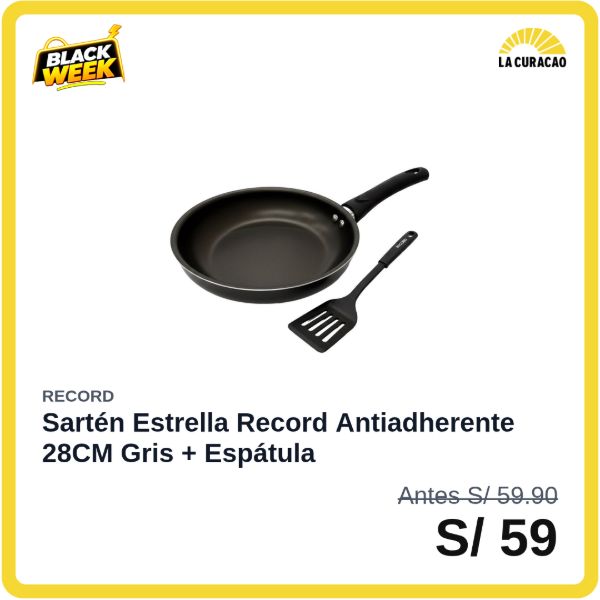 BLACK
WEEK
LA CURACAO
RECORD
Sartén Estrella Record Antiadherente
28CM Gris + Espátula
Antes S/ 59.90
S/ 59